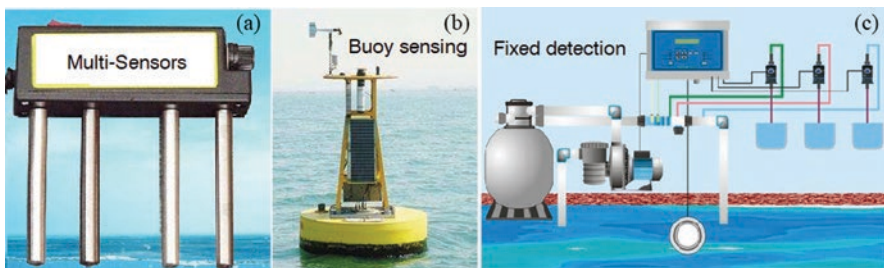 (a)
Multi-Sensors
(b)
Buoy sensing
(c)
Fixed detection